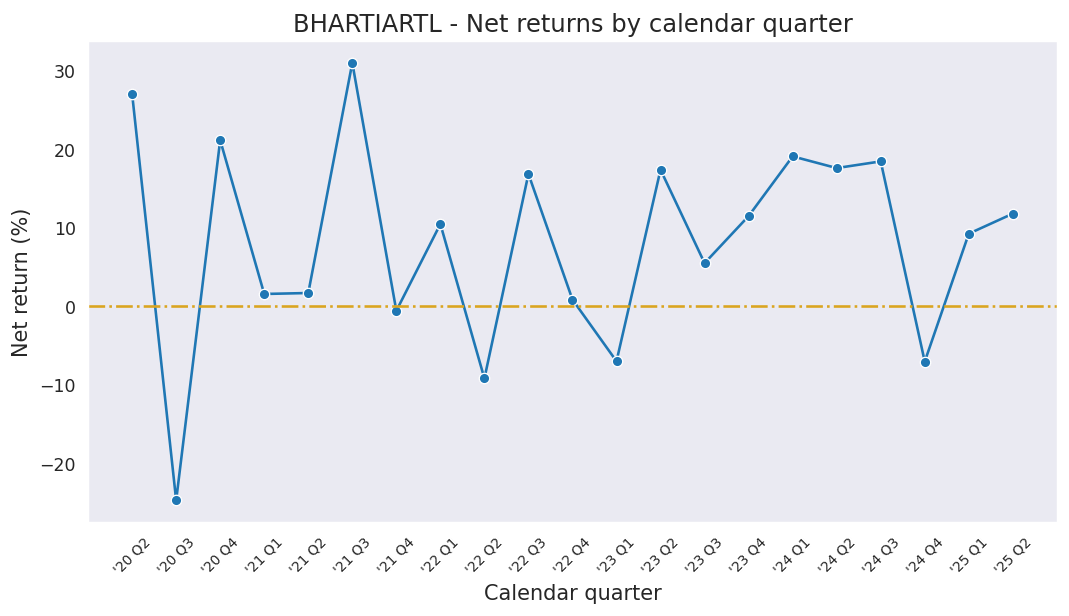 BHARTIARTL - Net returns by calendar quarter
Net return (%)
30
20
10
0
−10
−20
'20 Q2
'20 Q3
'20 Q4
'21 Q1
'21 Q2
'21 Q3
'21 Q4
'22 Q1
'22 Q2
'22 Q3
'22 Q4
'23 Q1
'23 Q2
'23 Q3
'23 Q4
'24 Q1
'24 Q2
'24 Q3
'24 Q4
'25 Q1
'25 Q2
Calendar quarter